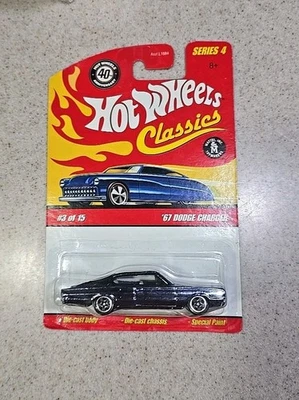 SERIES 4
40
8+
Hot Wheels
Classics
#3 OF 15
'67 DODGE CHARGER
Die-cast body
Die-cast chassis
Special Paint